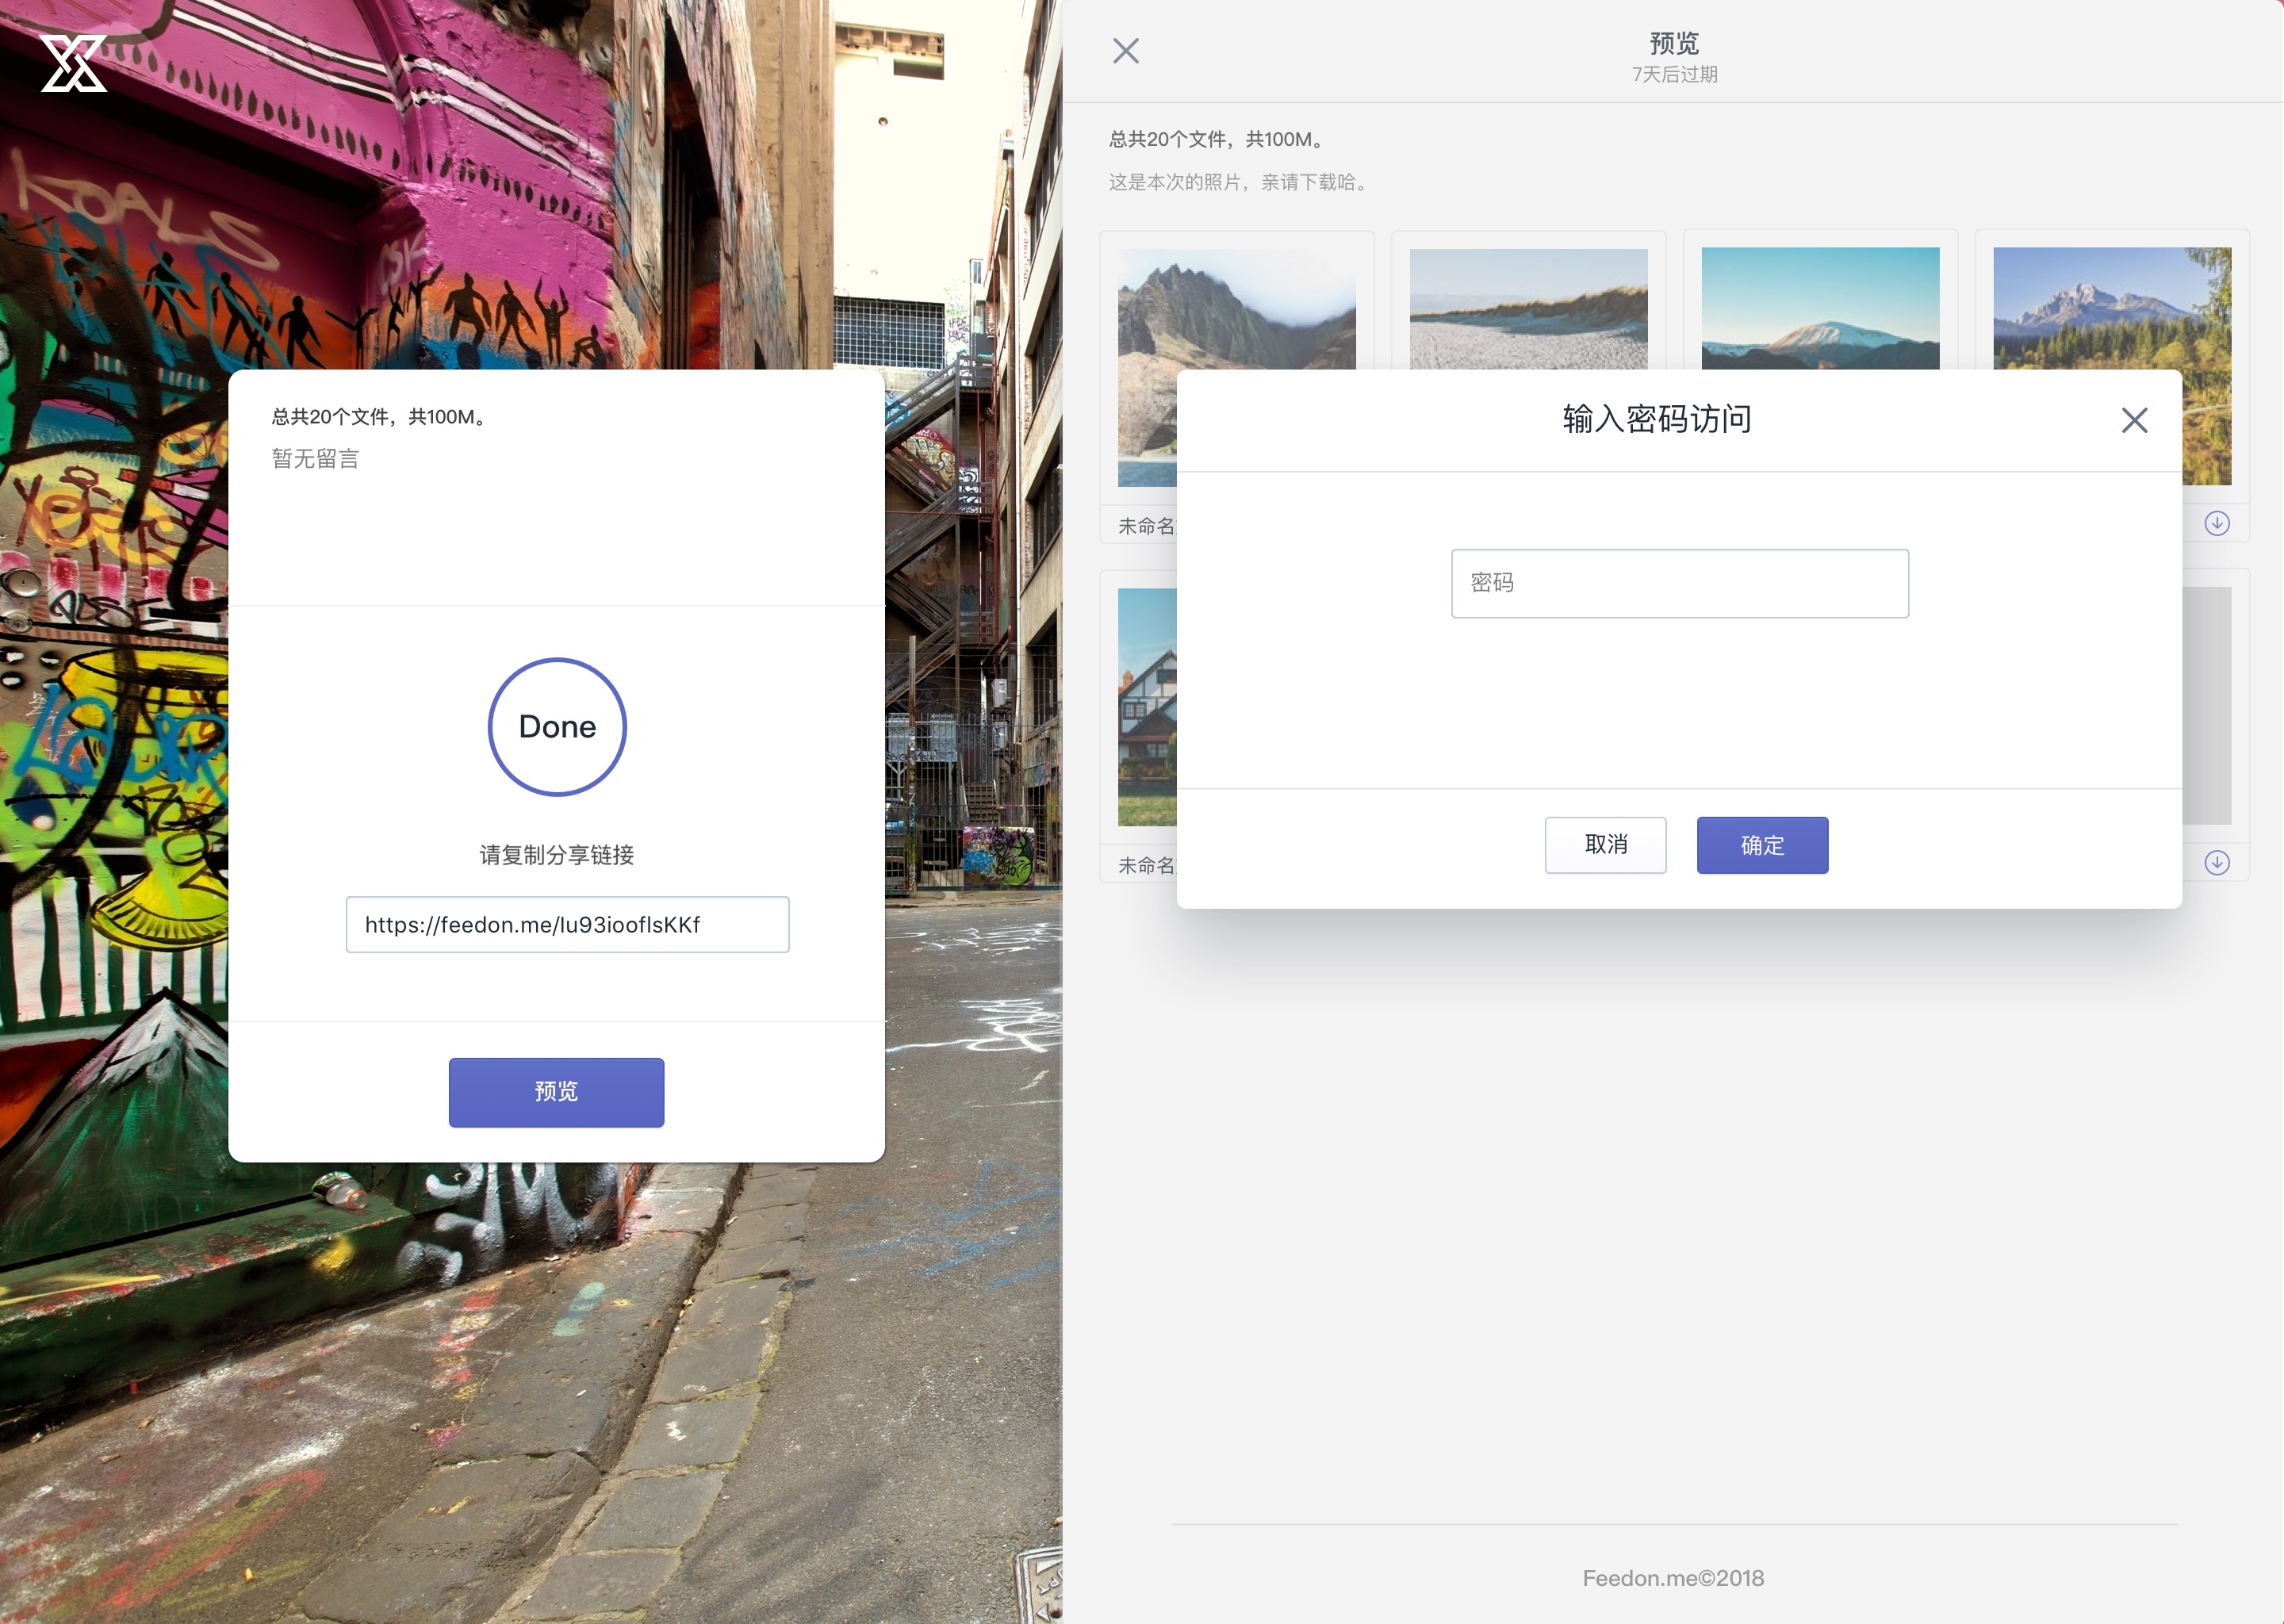 KOALS
总共20个文件，共100M。
暂无留言
Done
请复制分享链接
https://feedon.me/Iu93iooflsKKf
预览
预览
7天后过期
总共20个文件，共100M。
这是本次的照片，亲请下载哈。
未命名
未命名
输入密码访问
密码
取消
确定
Feedon.me©2018